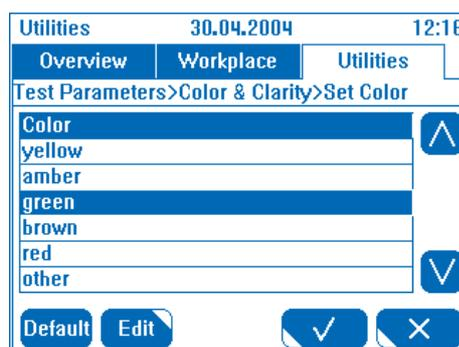 Utilities 30.04.2004 12:16
Overview Workplace Utilities
Test Parameters>Color & Clarity>Set Color
Color
yellow
amber
green
brown
red
other
Default Edit